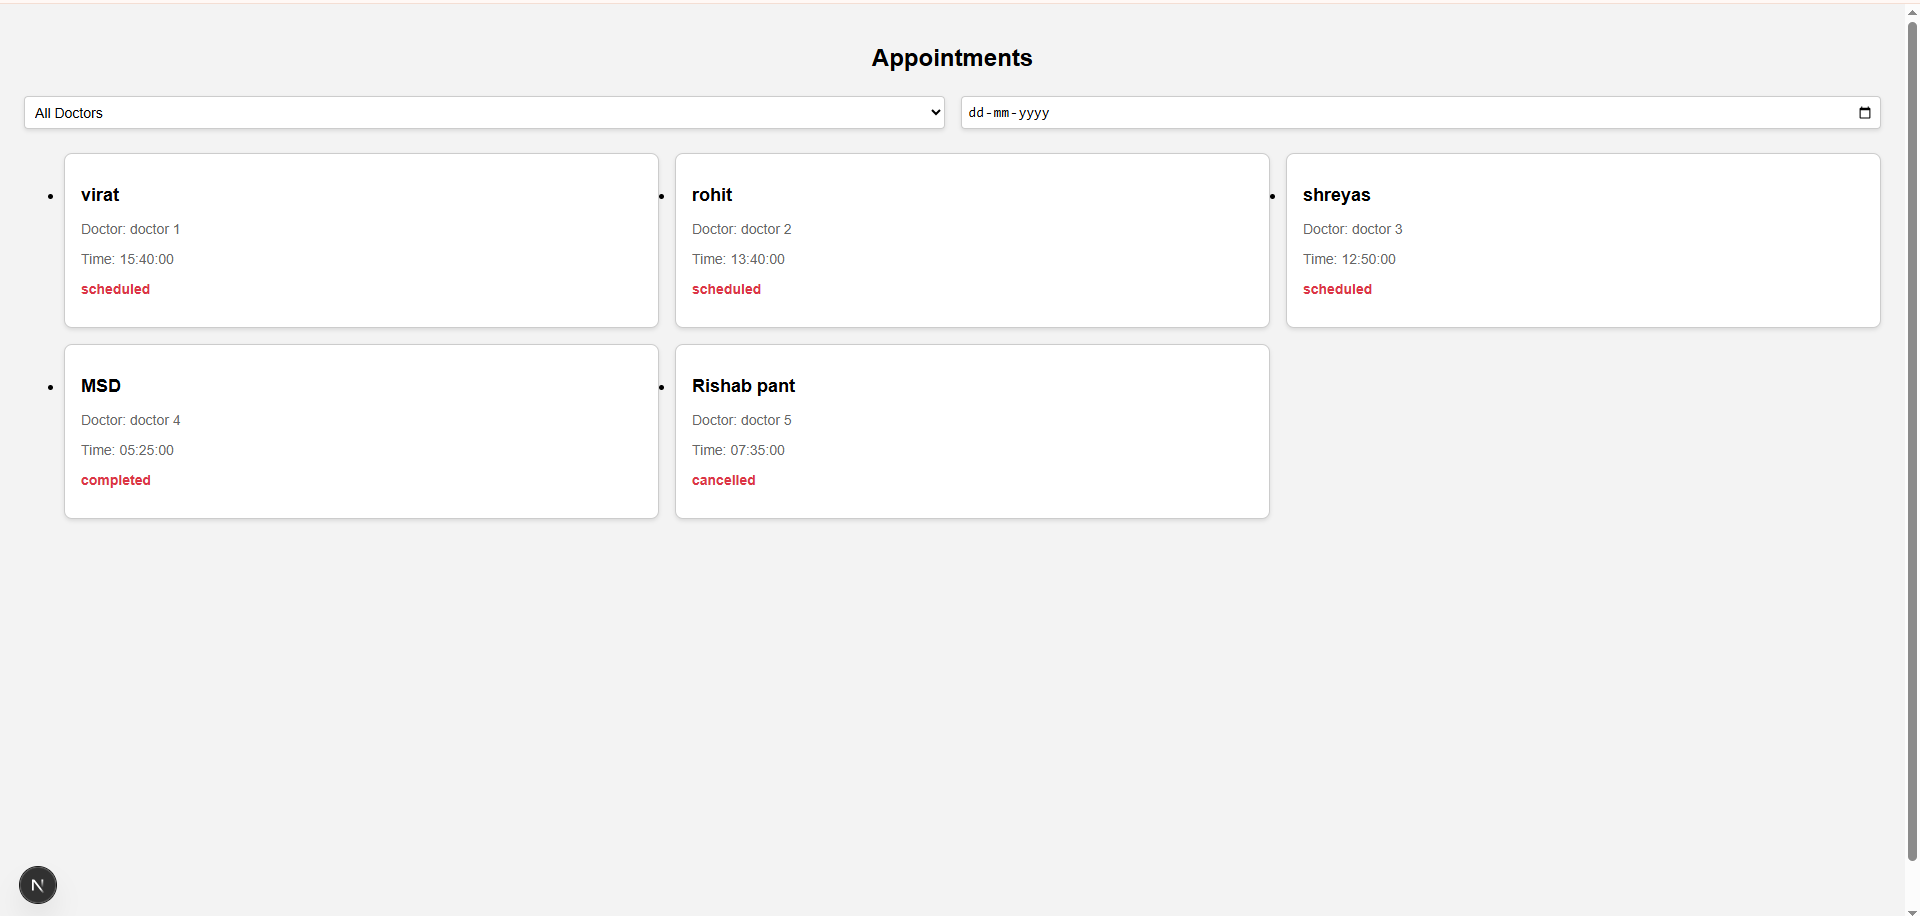 Appointments
All Doctors
dd-mm-yyyy
virat
Doctor: doctor 1
Time: 15:40:00
scheduled
rohit
Doctor: doctor 2
Time: 13:40:00
scheduled
shreyas
Doctor: doctor 3
Time: 12:50:00
scheduled
MSD
Doctor: doctor 4
Time: 05:25:00
completed
Rishab pant
Doctor: doctor 5
Time: 07:35:00
cancelled
N